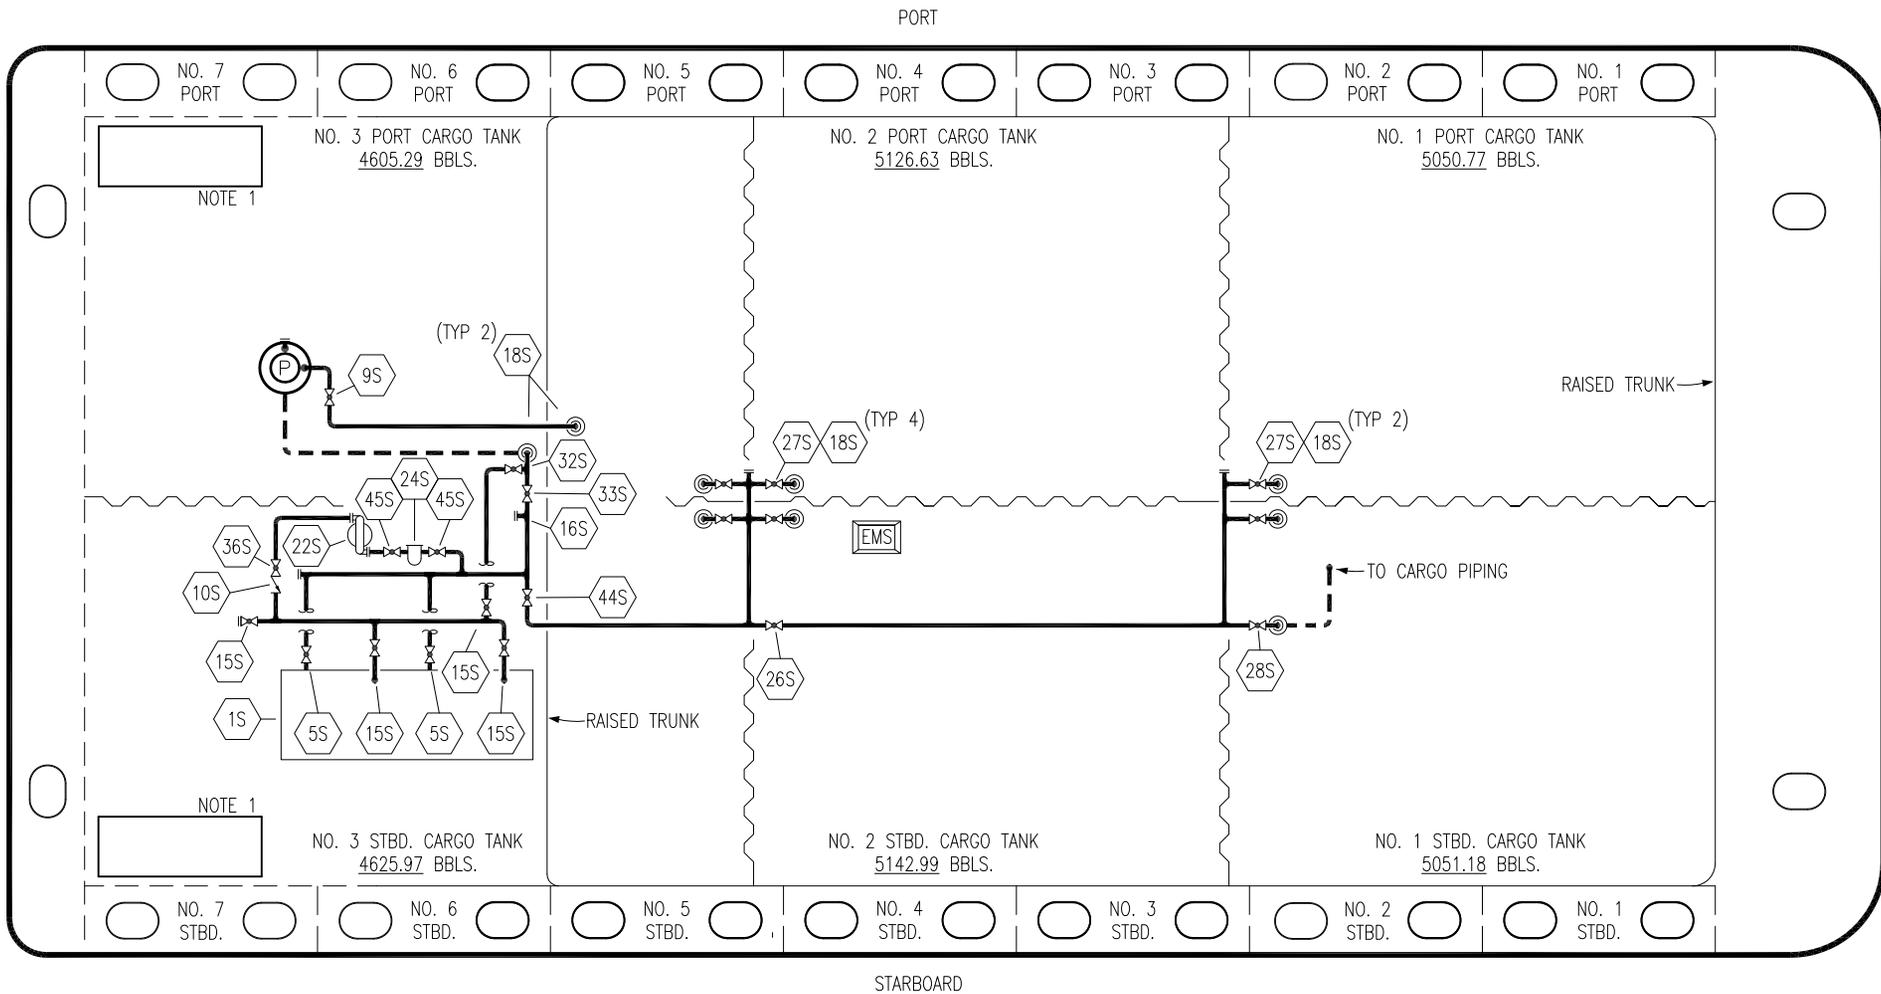 PORT
NO. 7
PORT
NO. 6
PORT
NO. 5
PORT
NO. 4
PORT
NO. 3
PORT
NO. 2
PORT
NO. 1
PORT
NO. 3 PORT CARGO TANK
4605.29 BBLS.
NO. 2 PORT CARGO TANK
5126.63 BBLS.
NO. 1 PORT CARGO TANK
5050.77 BBLS.
NOTE 1
(TYP 2)
18S
P
9S
RAISED TRUNK
(TYP 4)
27S
18S
(TYP 2)
27S
18S
32S
24S
45S
45S
33S
16S
36S
22S
EMS
10S
44S
TO CARGO PIPING
15S
15S
26S
28S
1S
5S
15S
5S
15S
RAISED TRUNK
NOTE 1
NO. 3 STBD. CARGO TANK
4625.97 BBLS.
NO. 2 STBD. CARGO TANK
5142.99 BBLS.
NO. 1 STBD. CARGO TANK
5051.18 BBLS.
NO. 7
STBD.
NO. 6
STBD.
NO. 5
STBD.
NO. 4
STBD.
NO. 3
STBD.
NO. 2
STBD.
NO. 1
STBD.
STARBOARD